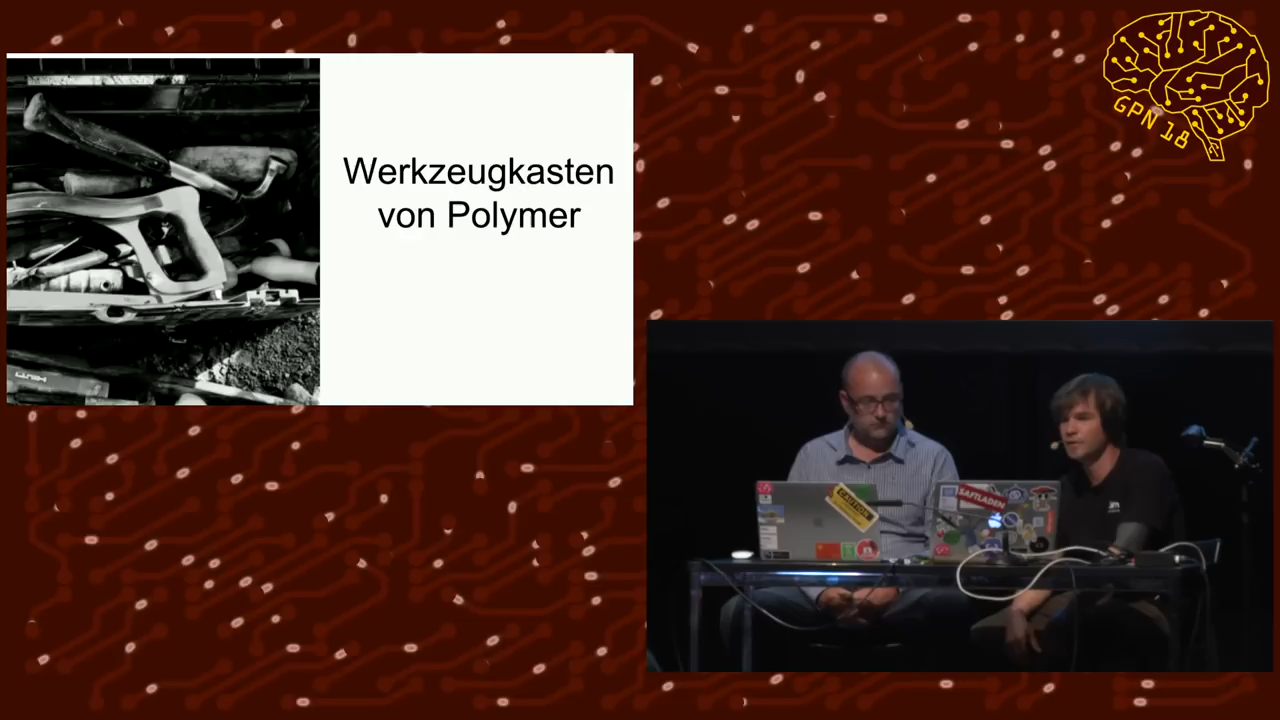 Werkzeugkasten
von Polymer
GPN 18
CAUTION
SAFTLADEN